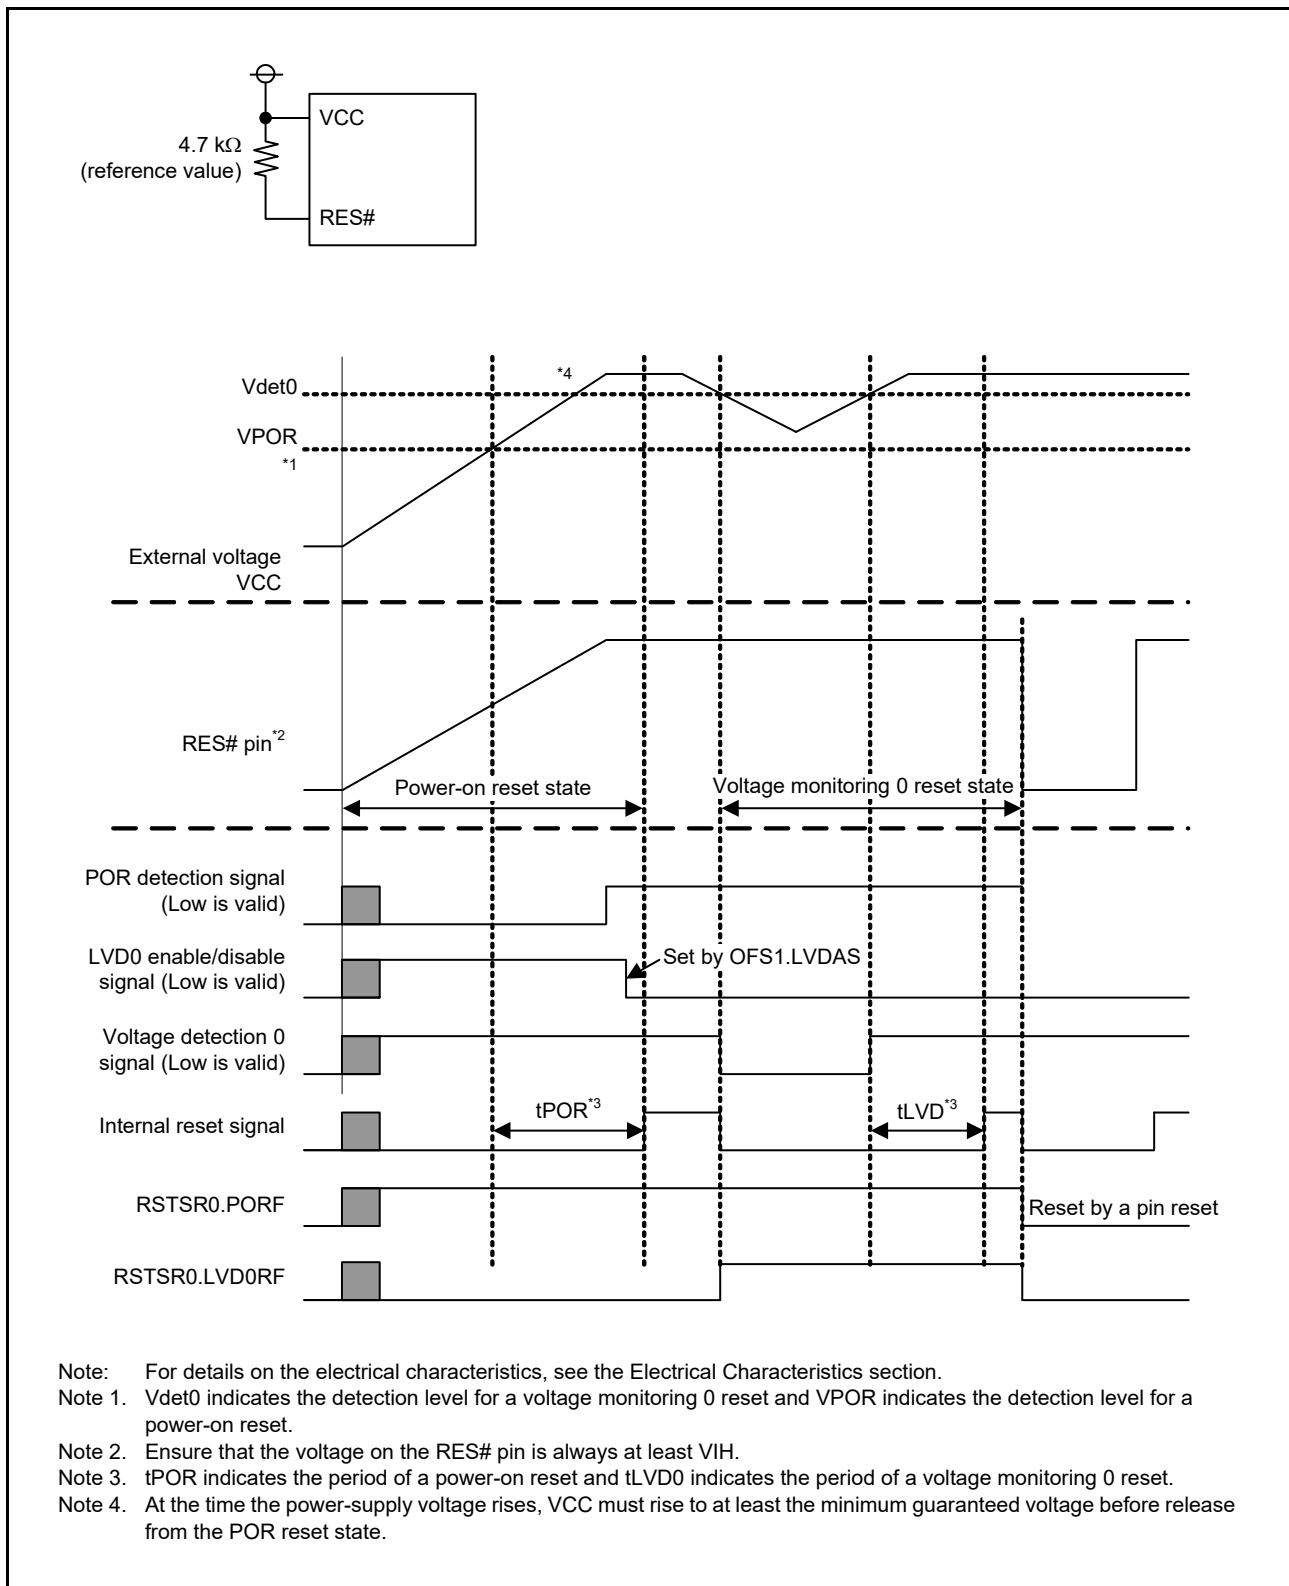 VCC
4.7 kΩ
(reference value)
RES#
Vdet0
*4
VPOR
*1
External voltage
VCC
RES# pin*2
Power-on reset state
Voltage monitoring 0 reset state
POR detection signal
(Low is valid)
LVD0 enable/disable
signal (Low is valid)
Set by OFS1.LVDAS
Voltage detection 0
signal (Low is valid)
Internal reset signal
tPOR*3
tLVD*3
RSTSR0.PORF
Reset by a pin reset
RSTSR0.LVD0RF
Note: For details on the electrical characteristics, see the Electrical Characteristics section.
Note 1. Vdet0 indicates the detection level for a voltage monitoring 0 reset and VPOR indicates the detection level for a
power-on reset.
Note 2. Ensure that the voltage on the RES# pin is always at least VIH.
Note 3. tPOR indicates the period of a power-on reset and tLVD0 indicates the period of a voltage monitoring 0 reset.
Note 4. At the time the power-supply voltage rises, VCC must rise to at least the minimum guaranteed voltage before release
from the POR reset state.